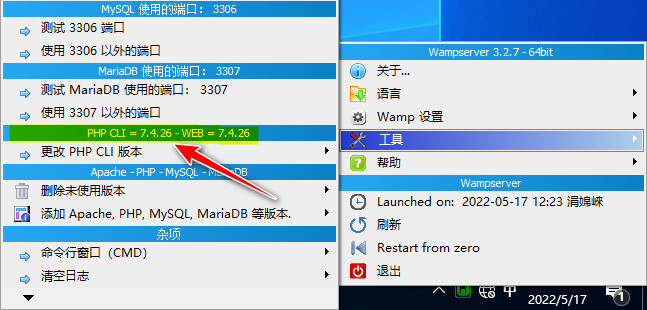 MySQL 使用的端口: 3306
测试 3306 端口
使用 3306 以外的端口
MariaDB 使用的端口: 3307
测试 MariaDB 使用的端口: 3307
使用 3307 以外的端口
PHP CLI = 7.4.26 - WEB = 7.4.26
更改 PHP CLI 版本
Apache - PHP - MySQL - MariaDB
删除未使用版本
添加 Apache, PHP, MySQL, MariaDB 等版本.
杂项
命令行窗口 (CMD)
清空日志
Wampserver 3.2.7 - 64bit
关于...
语言
Wamp 设置
工具
帮助
Wampserver
Launched on: 2022-05-17 12:23 涓婅崍
刷新
Restart from zero
退出
中
2022/5/17
1